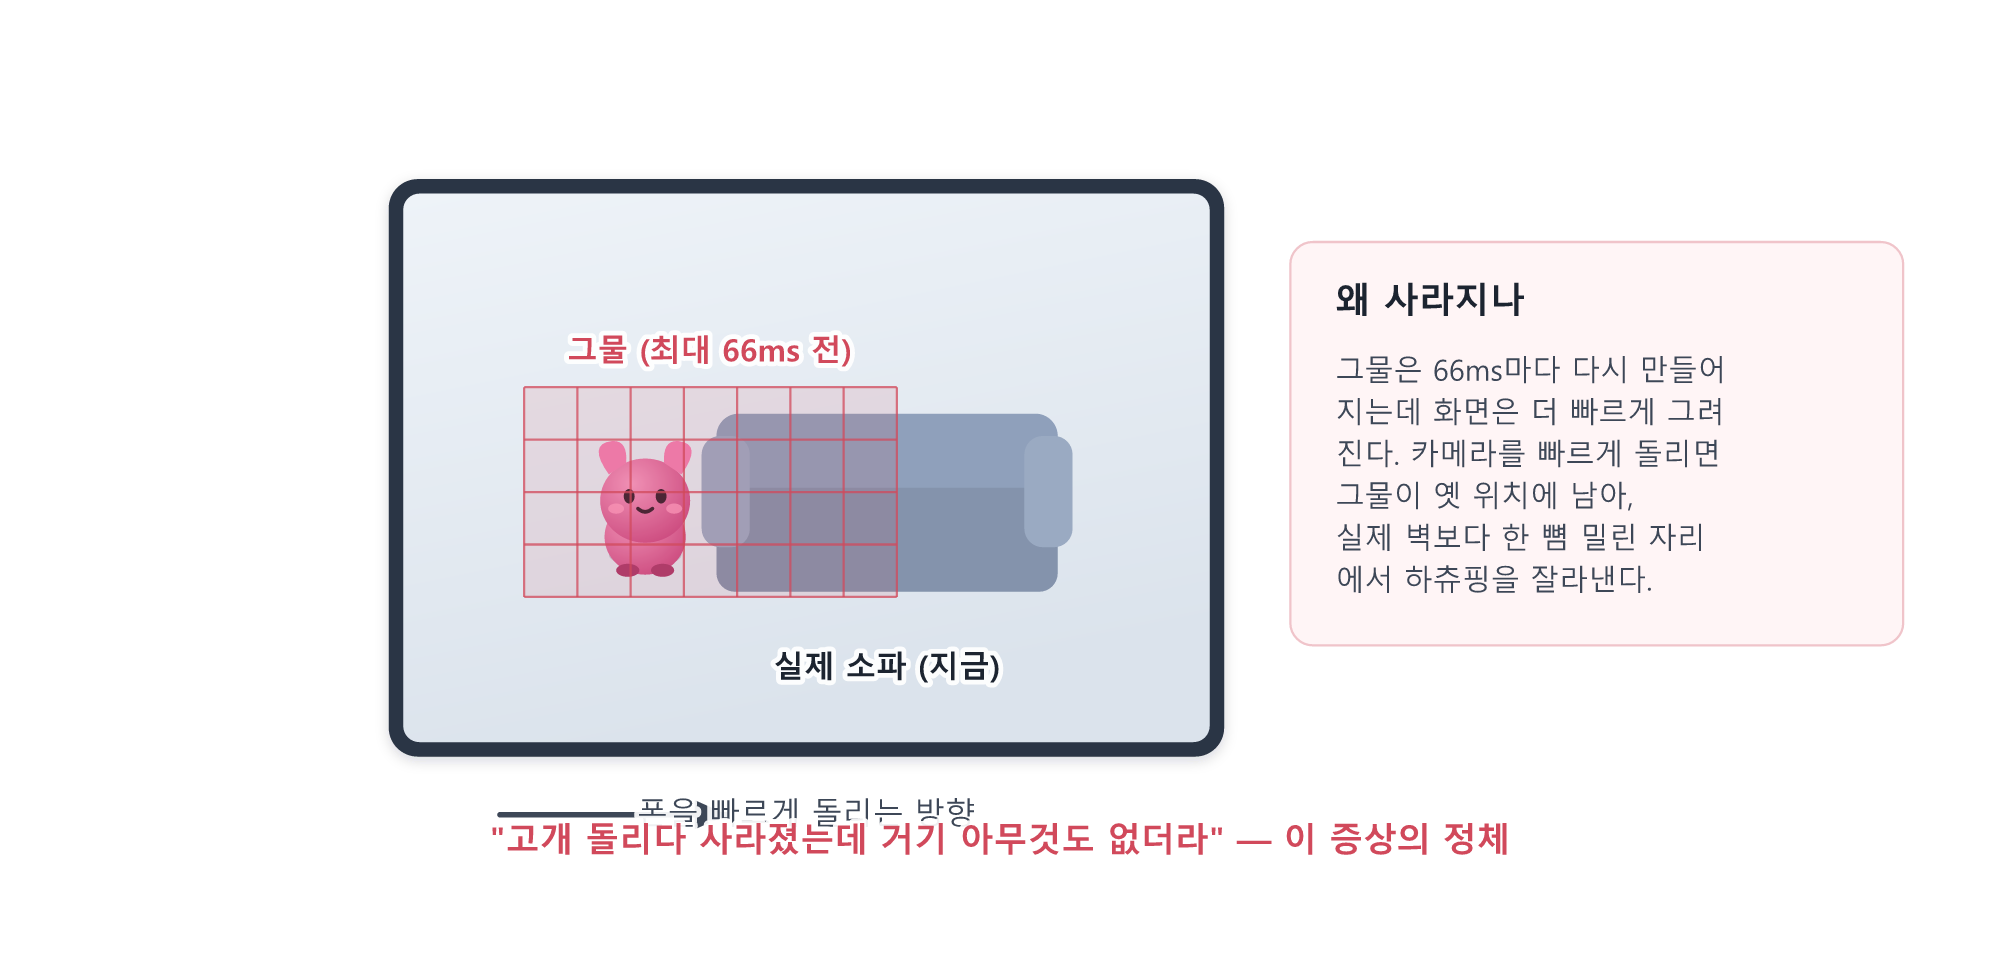 그물 (최대 66ms 전)
실제 소파 (지금)
왜 사라지나
그물은 66ms마다 다시 만들어
지는데 화면은 더 빠르게 그려
진다. 카메라를 빠르게 돌리면
그물이 옛 위치에 남아,
실제 벽보다 한 뼘 밀린 자리
에서 하츄핑을 잘라낸다.
폰을 빠르게 돌리는 방향
"고개 돌리다 사라졌는데 거기 아무것도 없더라" — 이 증상의 정체